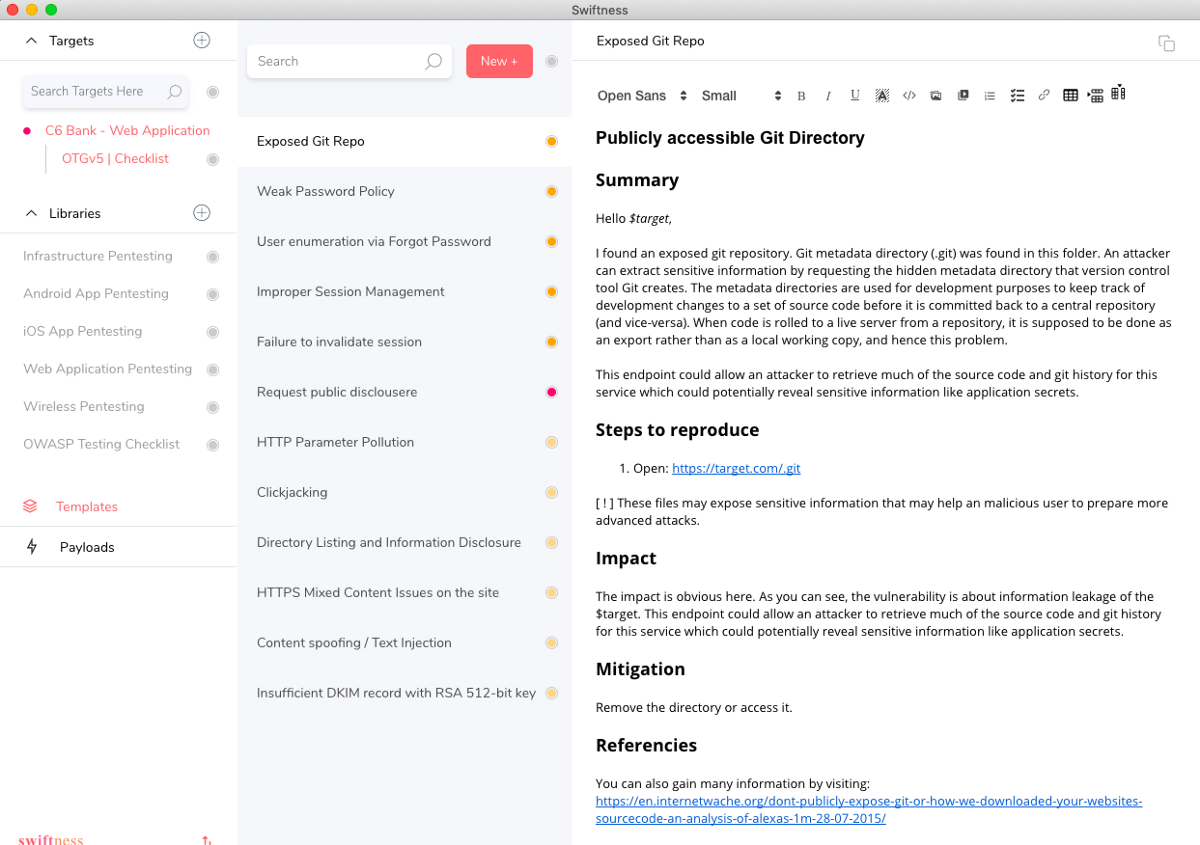 Swiftness
Targets
Search Targets Here
C6 Bank - Web Application
OTGv5 | Checklist
Libraries
Infrastructure Pentesting
Android App Pentesting
iOS App Pentesting
Web Application Pentesting
Wireless Pentesting
OWASP Testing Checklist
Templates
Payloads
swiftness
Search
New +
Exposed Git Repo
Weak Password Policy
User enumeration via Forgot Password
Improper Session Management
Failure to invalidate session
Request public disclousere
HTTP Parameter Pollution
Clickjacking
Directory Listing and Information Disclosure
HTTPS Mixed Content Issues on the site
Content spoofing / Text Injection
Insufficient DKIM record with RSA 512-bit key
Exposed Git Repo
Open Sans Small B I U A </>
Publicly accessible Git Directory
Summary
Hello $target,
I found an exposed git repository. Git metadata directory (.git) was found in this folder. An attacker
can extract sensitive information by requesting the hidden metadata directory that version control
tool Git creates. The metadata directories are used for development purposes to keep track of
development changes to a set of source code before it is committed back to a central repository
(and vice-versa). When code is rolled to a live server from a repository, it is supposed to be done as
an export rather than as a local working copy, and hence this problem.
This endpoint could allow an attacker to retrieve much of the source code and git history for this
service which could potentially reveal sensitive information like application secrets.
Steps to reproduce
1. Open: https://target.com/.git
[ ! ] These files may expose sensitive information that may help an malicious user to prepare more
advanced attacks.
Impact
The impact is obvious here. As you can see, the vulnerability is about information leakage of the
$target. This endpoint could allow an attacker to retrieve much of the source code and git history
for this service which could potentially reveal sensitive information like application secrets.
Mitigation
Remove the directory or access it.
Referencies
You can also gain many information by visiting:
https://en.internetwache.org/dont-publicly-expose-git-or-how-we-downloaded-your-websites-
sourcecode-an-analysis-of-alexas-1m-28-07-2015/